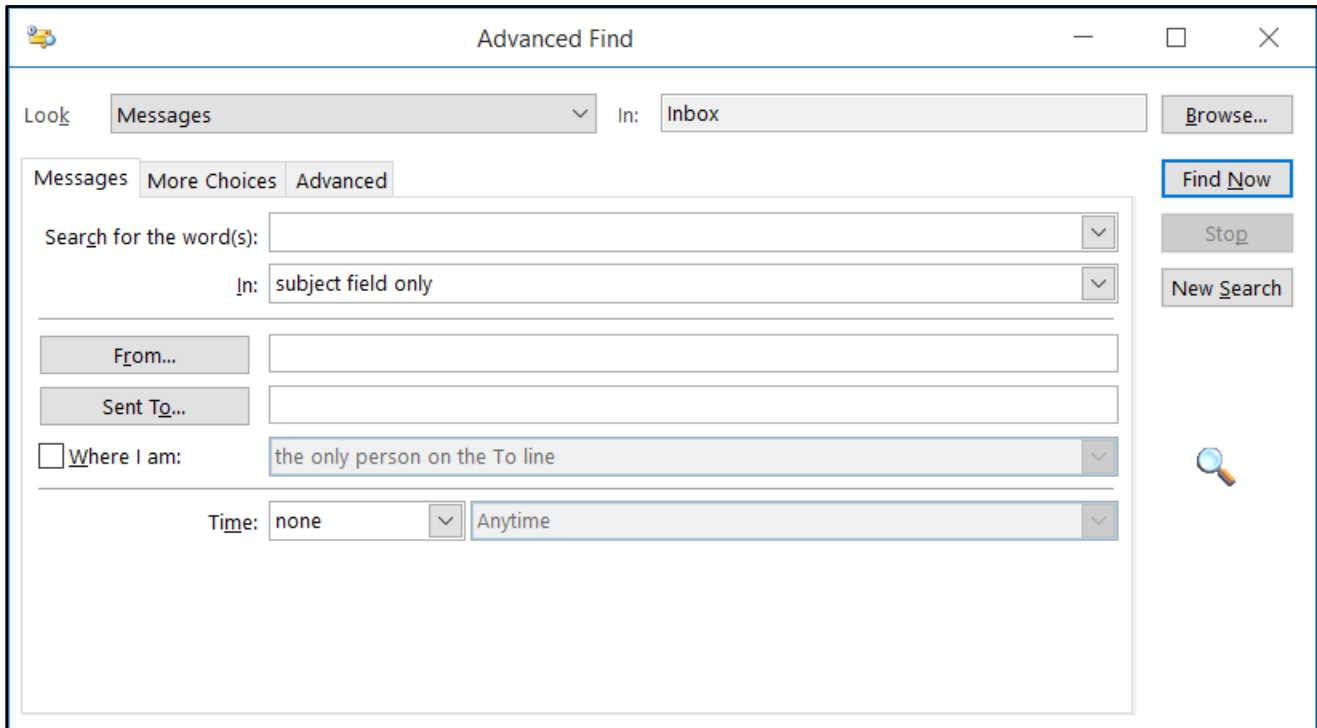 Advanced Find
Look Messages In: Inbox Browse...
Messages More Choices Advanced Find Now
Search for the word(s): Stop
In: subject field only New Search
From...
Sent To...
Where I am: the only person on the To line
Time: none Anytime